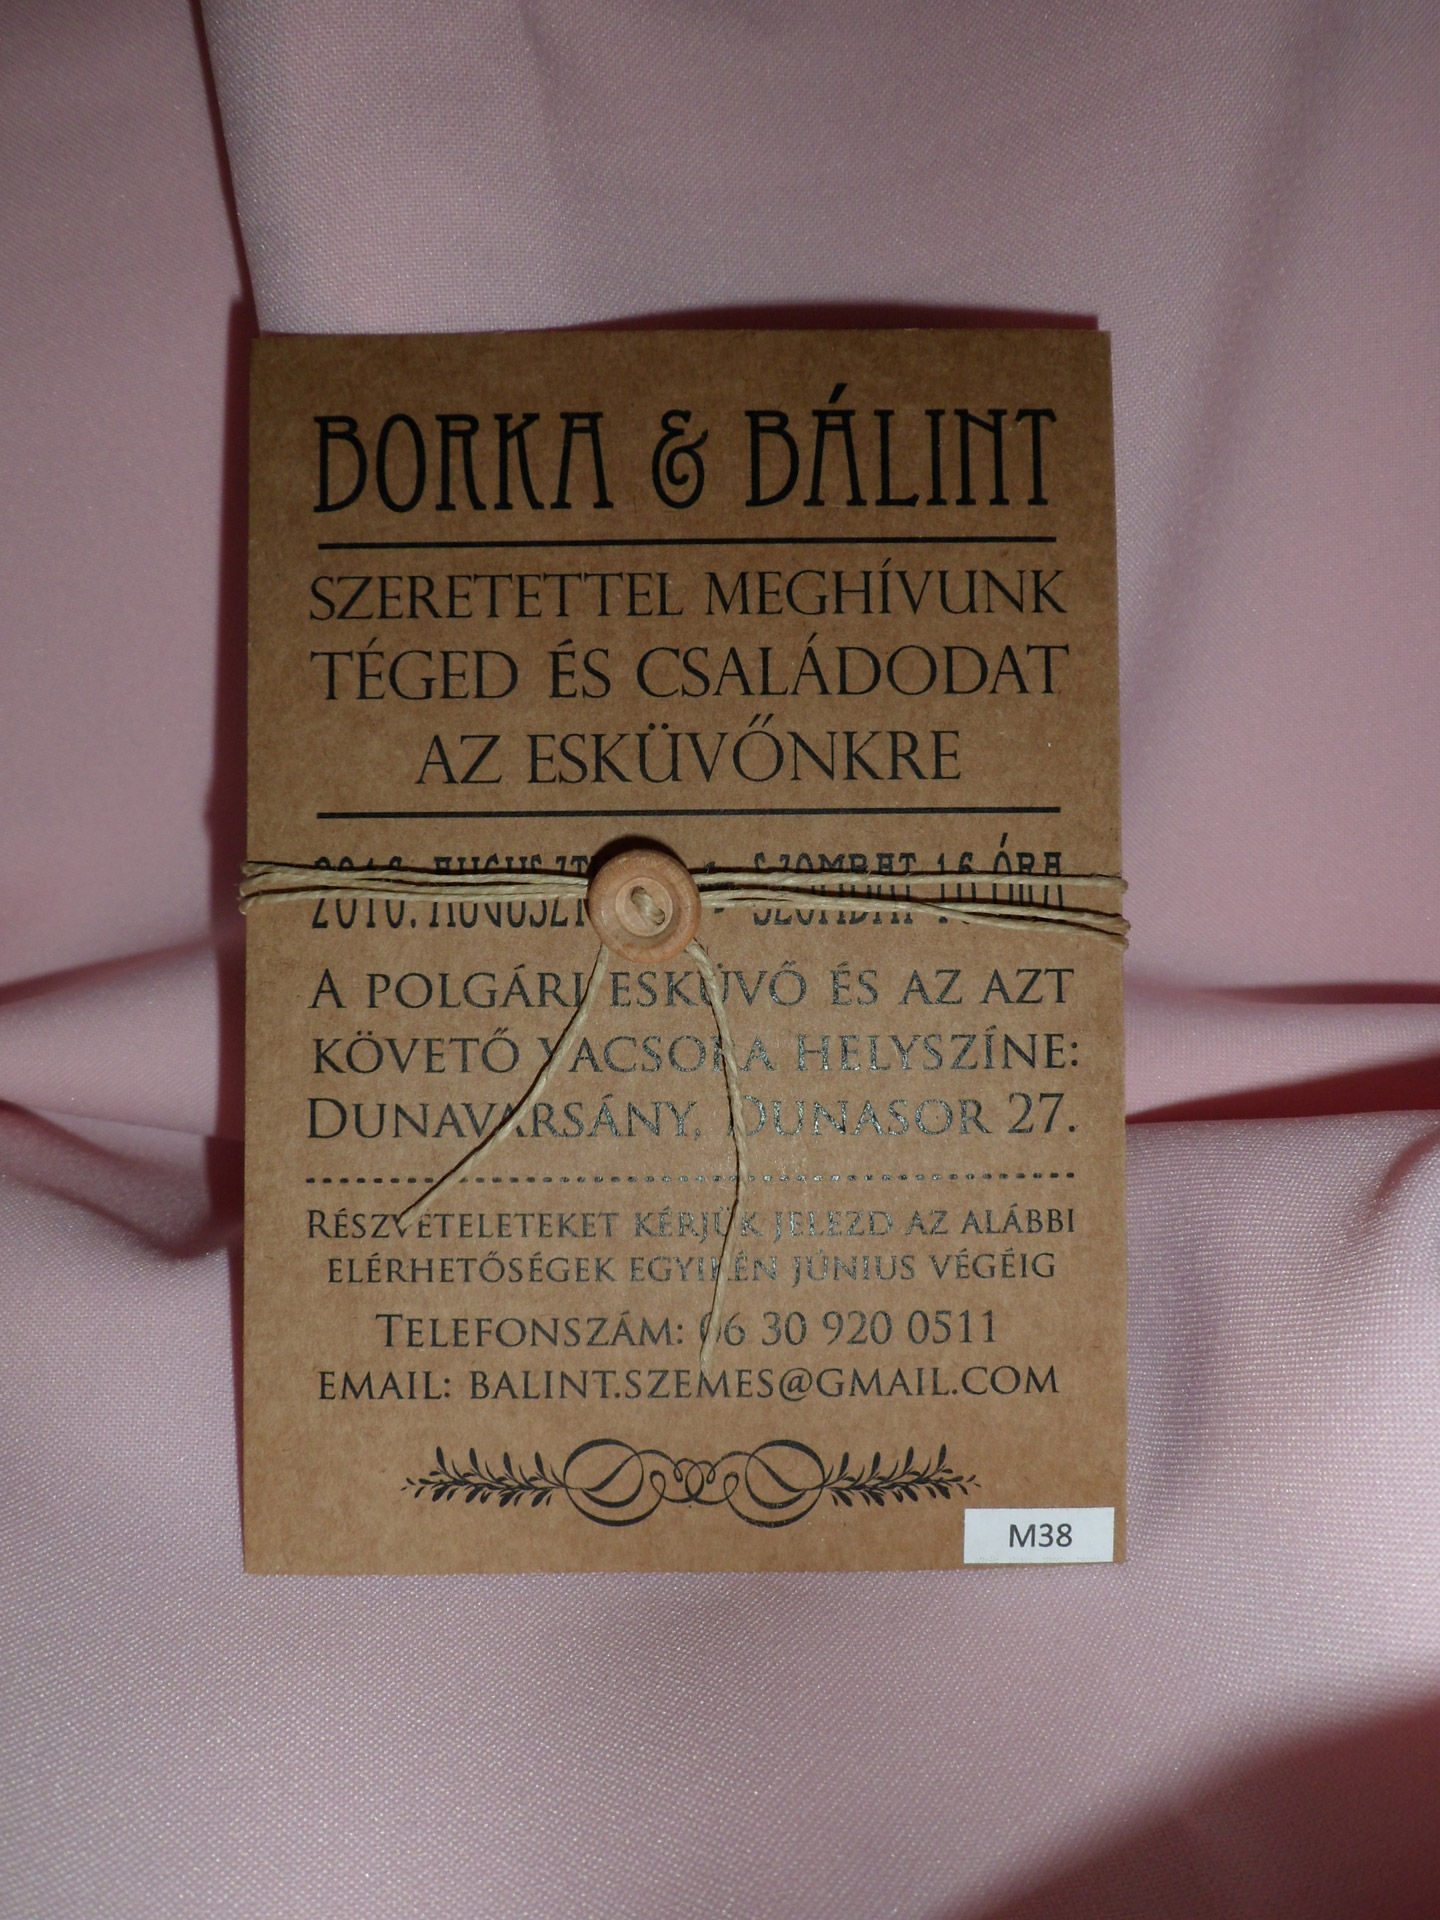 BORKA & BÁLINT
SZERETETTEL MEGHÍVUNK
TÉGED ÉS CSALÁDODAT
AZ ESKÜVŐNKRE
2016. SZOMBAT 16 ÓRA
A POLGÁRI ESKÜVŐ ÉS AZ AZT
KÖVETŐ VACSORA HELYSZÍNE:
DUNAVARSÁNY, DUNASOR 27.
RÉSZVÉTELETEKET KÉRJÜK JELEZD AZ ALÁBBI
ELÉRHETŐSÉGEK EGYIKÉN JÚNIUS VÉGÉIG
TELEFONSZÁM: 06 30 920 0511
EMAIL: BALINT.SZEMES@GMAIL.COM
M38